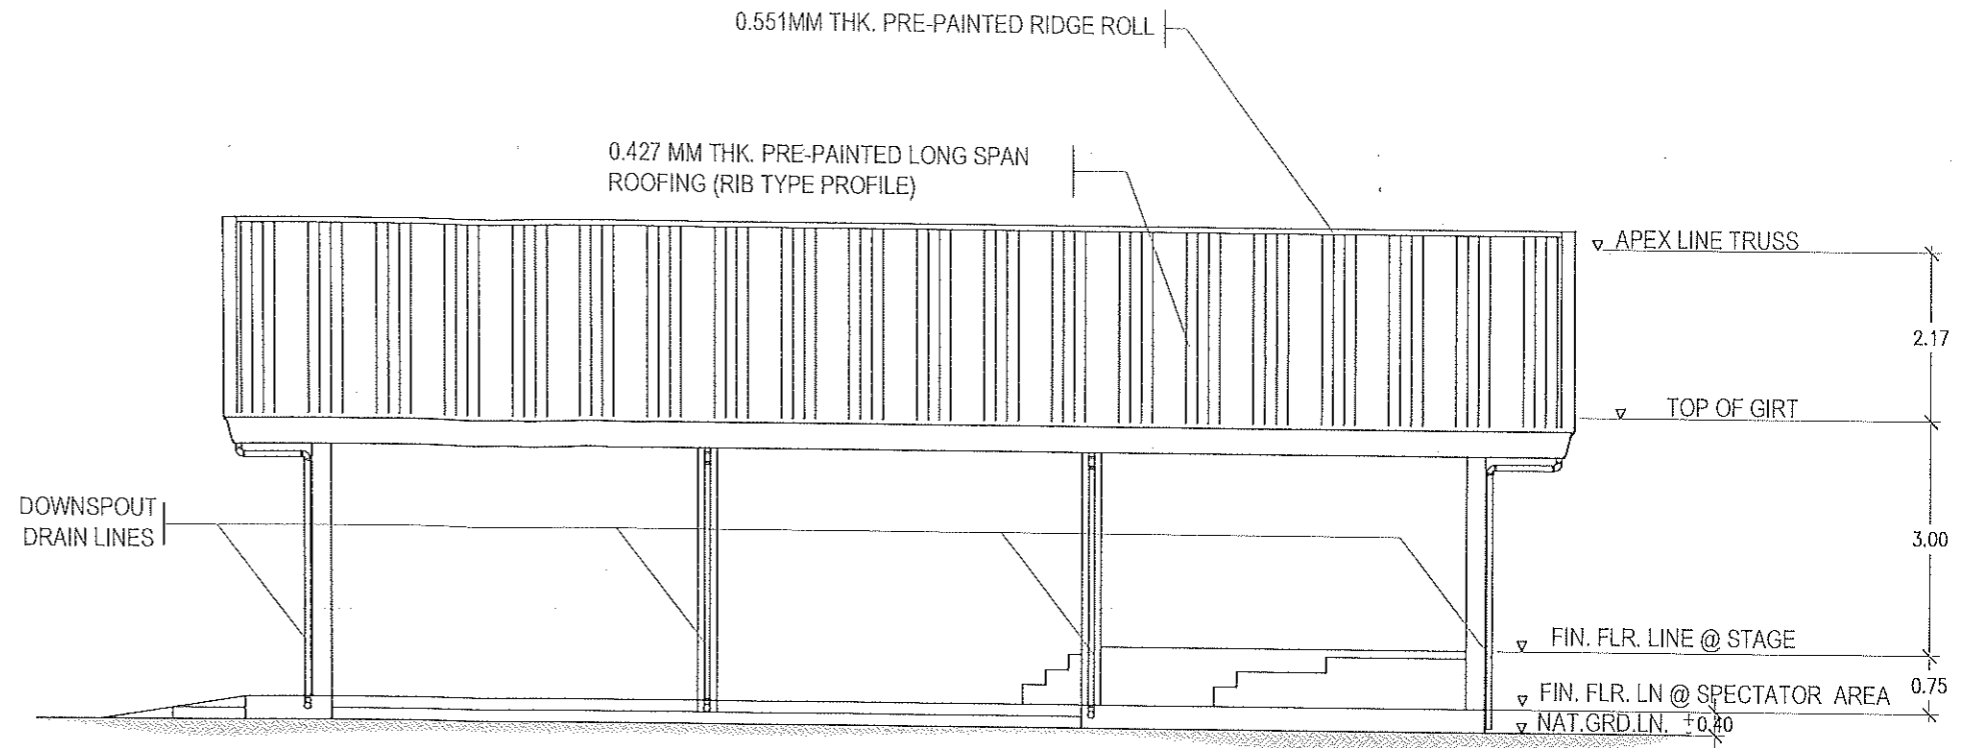 0.551MM THK. PRE-PAINTED RIDGE ROLL
0.427 MM THK. PRE-PAINTED LONG SPAN
ROOFING (RIB TYPE PROFILE)
APEX LINE TRUSS
2.17
TOP OF GIRT
DOWNSPOUT
DRAIN LINES
3.00
FIN. FLR. LINE @ STAGE
FIN. FLR. LN @ SPECTATOR AREA
0.75
NAT.GRD.LN. ±0.40